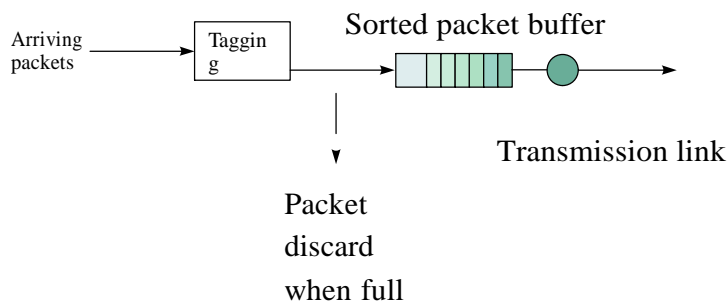 Sorted packet buffer
Arriving
packets
Taggin
g
Transmission link
Packet
discard
when full